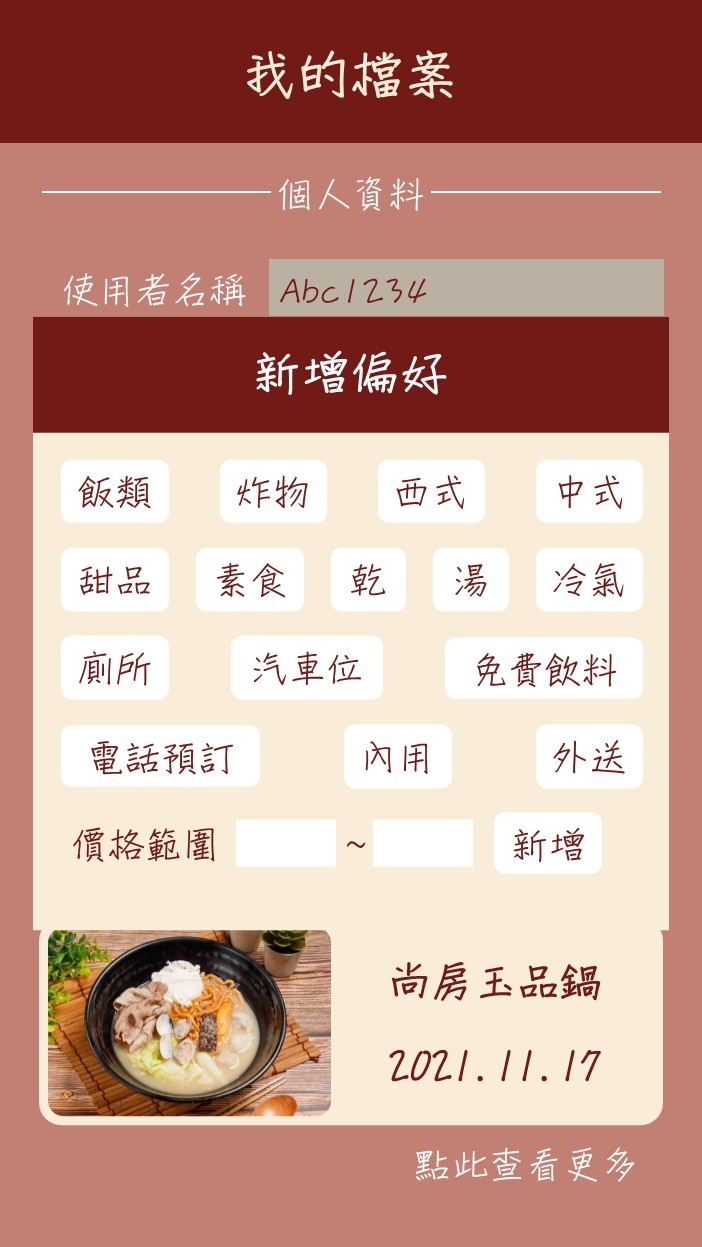 我的檔案
個人資料
使用者名稱 Abc1234
新增偏好
飯類 炸物 西式 中式
甜品 素食 乾 湯 冷氣
廁所 汽車位 免費飲料
電話預訂 內用 外送
價格範圍 ~ 新增
尚房玉品鍋
2021.11.17
點此查看更多